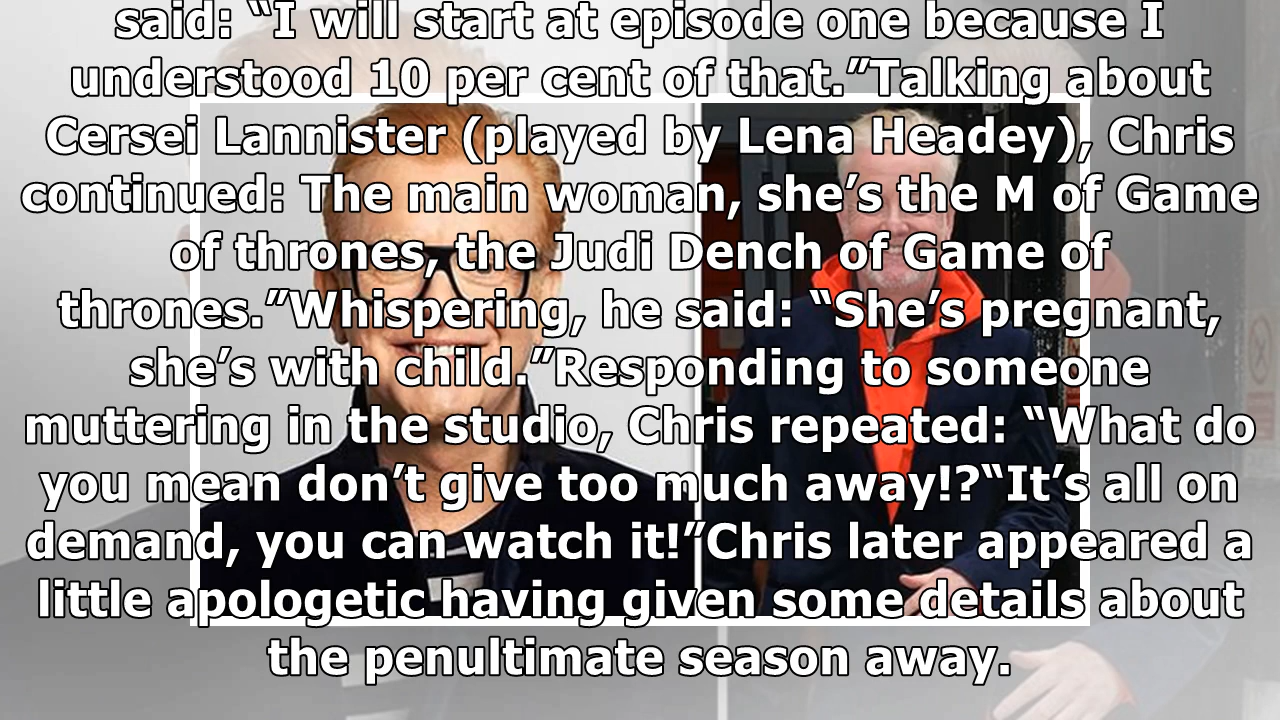 said: “I will start at episode one because I
understood 10 per cent of that.”Talking about
Cersei Lannister (played by Lena Headey), Chris
continued: The main woman, she’s the M of Game
of thrones, the Judi Dench of Game of
thrones.”Whispering, he said: “She’s pregnant,
she’s with child.”Responding to someone
muttering in the studio, Chris repeated: “What do
you mean don’t give too much away!?“It’s all on
demand, you can watch it!”Chris later appeared a
little apologetic having given some details about
the penultimate season away.